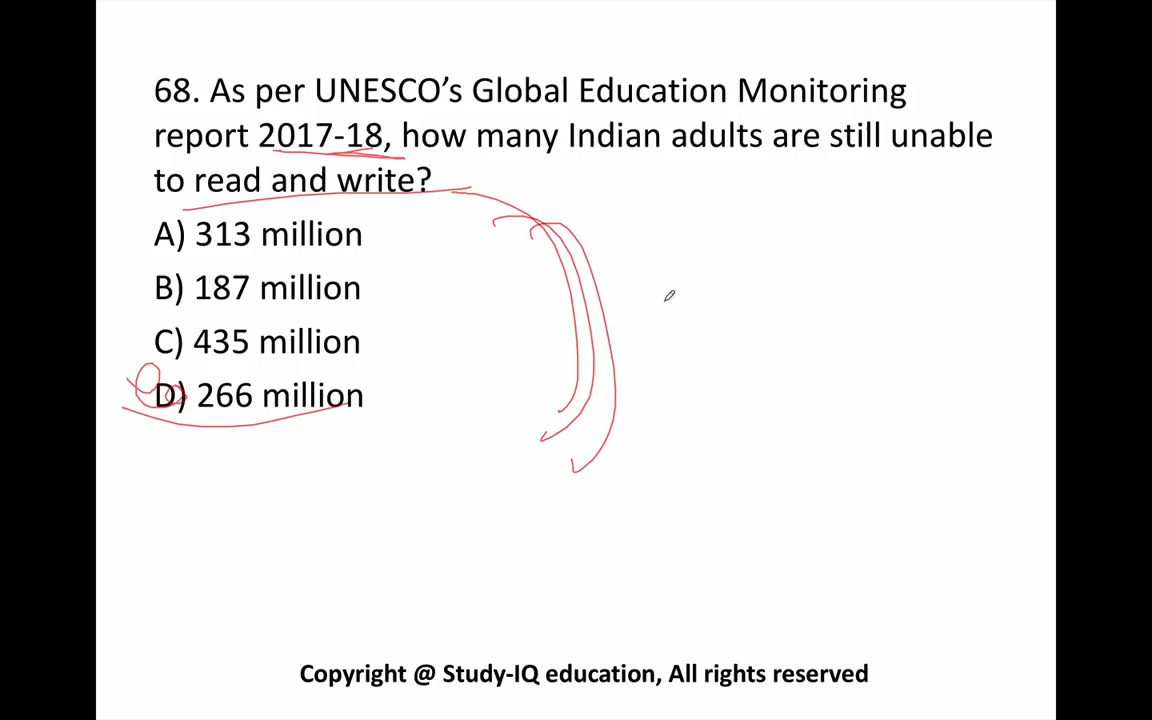 68. As per UNESCO’s Global Education Monitoring
report 2017-18, how many Indian adults are still unable
to read and write?
A) 313 million
B) 187 million
C) 435 million
D) 266 million
Copyright @ Study-IQ education, All rights reserved